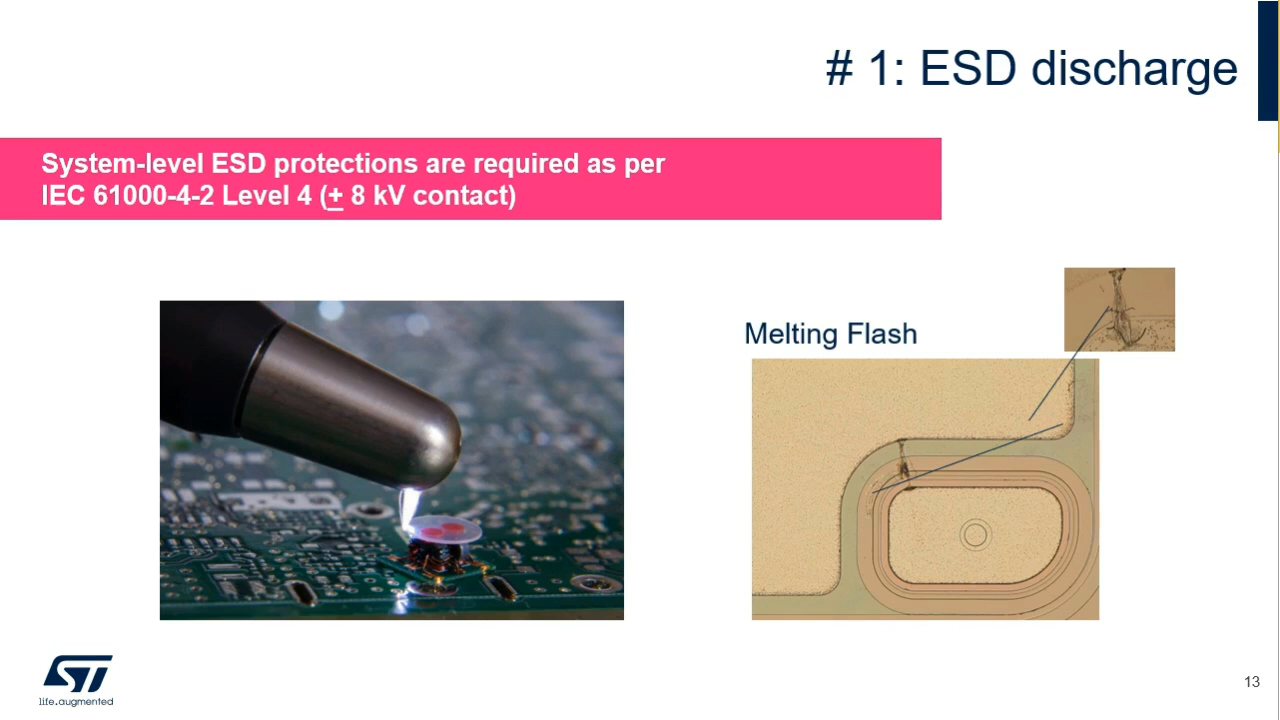 # 1: ESD discharge
System-level ESD protections are required as per
IEC 61000-4-2 Level 4 (± 8 kV contact)
Melting Flash
ST
life.augmented
13